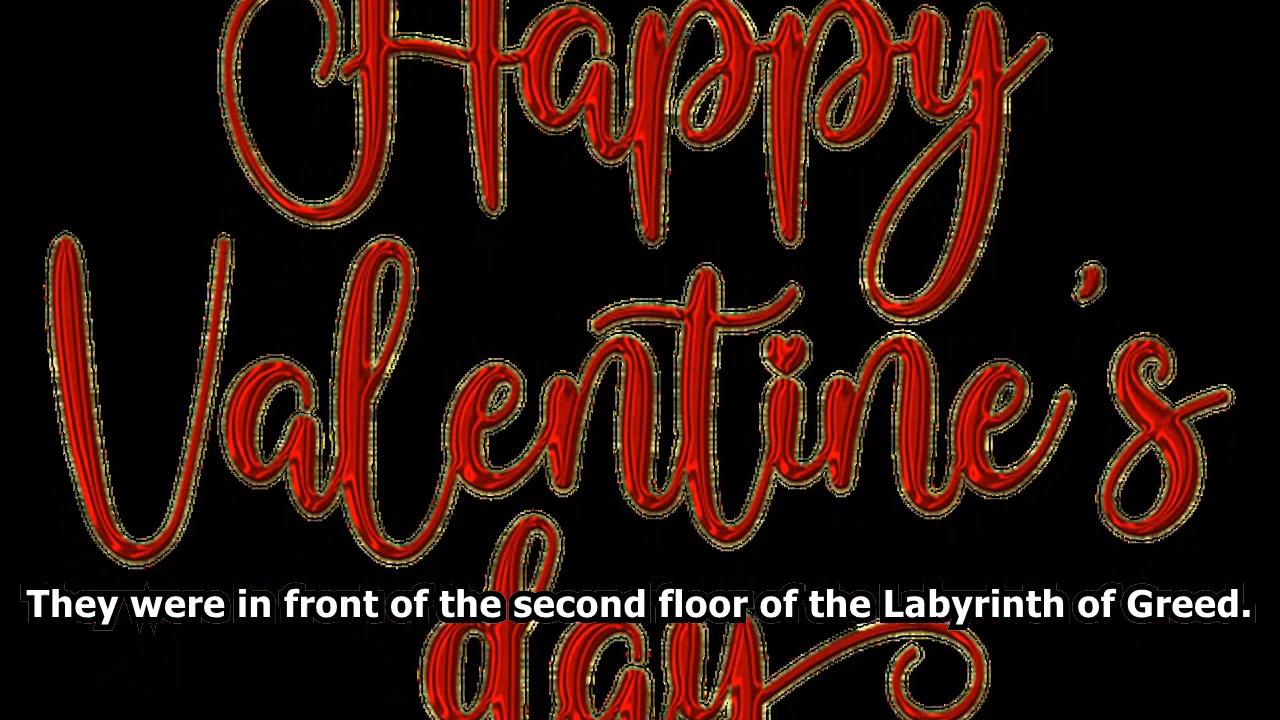 Happy
Valentine's
day
They were in front of the second floor of the Labyrinth of Greed.